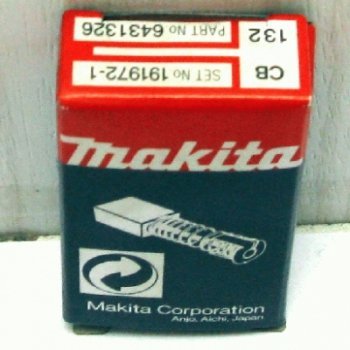 CB SET No 191972-1
132 PART No 6431326
makita
Makita Corporation
Anjo, Aichi, Japan